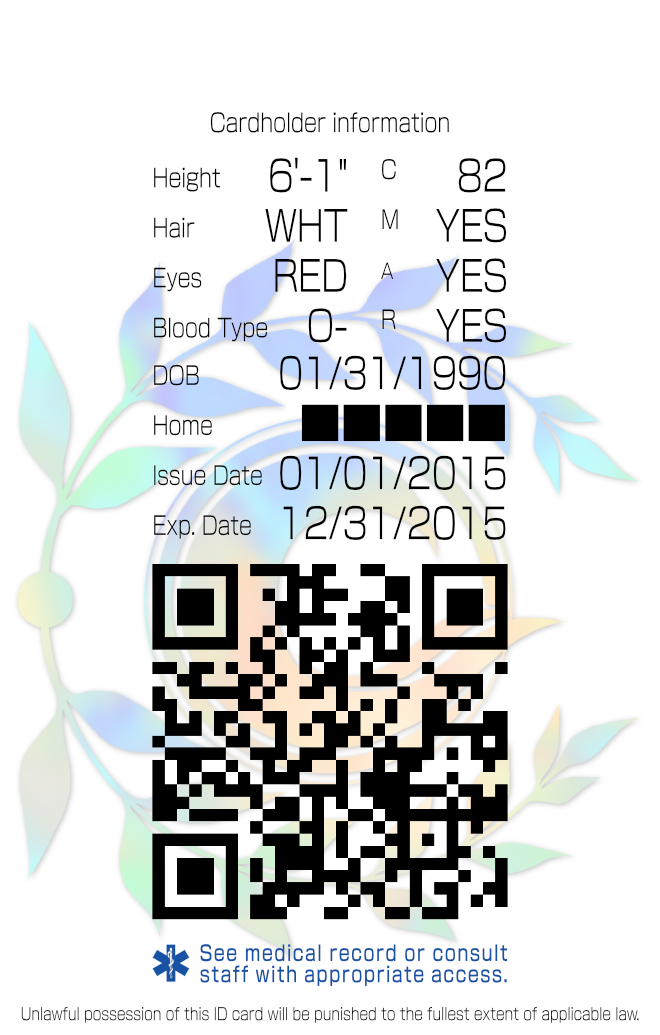 Cardholder information
Height 6'-1" C 82
Hair WHT M YES
Eyes RED A YES
Blood Type O- R YES
DOB 01/31/1990
Home ■■■■■
Issue Date 01/01/2015
Exp. Date 12/31/2015
See medical record or consult
staff with appropriate access.
Unlawful possession of this ID card will be punished to the fullest extent of applicable law.